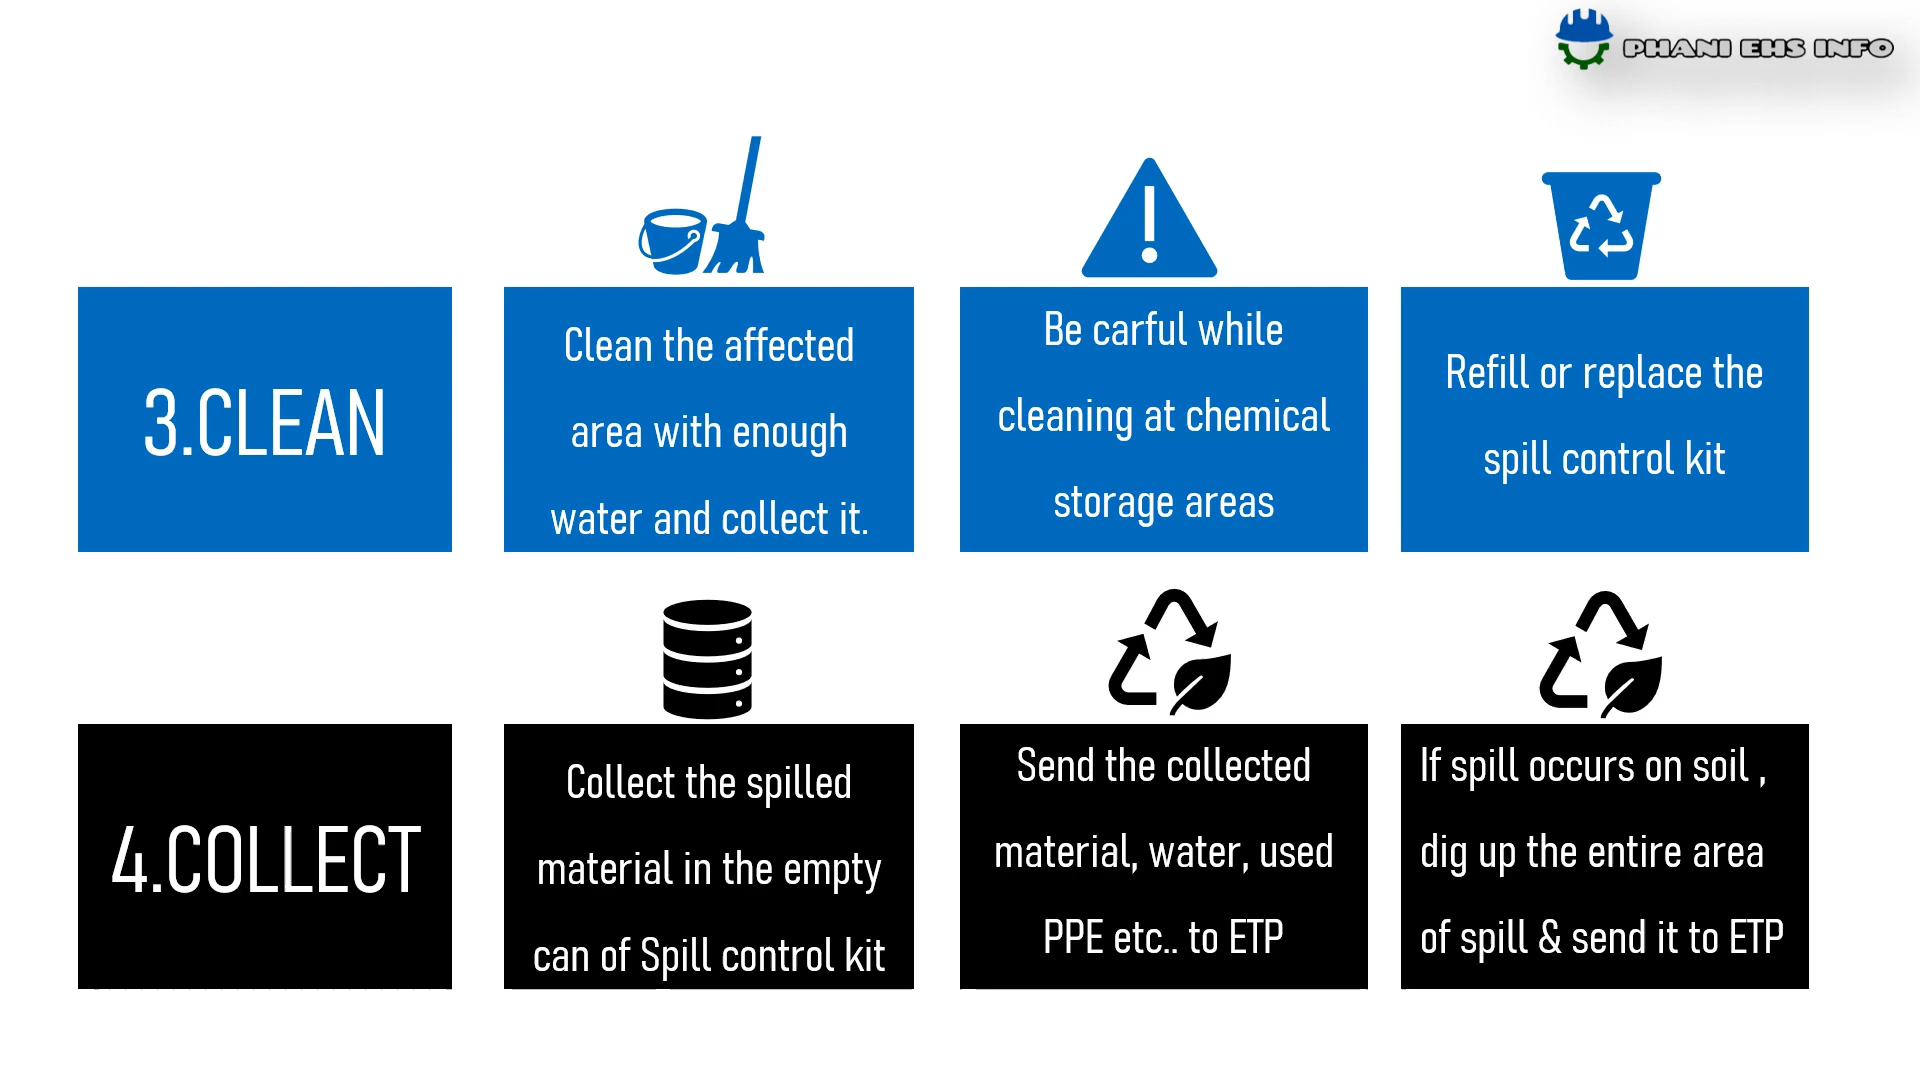 PHANI EHS INFO
3.CLEAN
Clean the affected
area with enough
water and collect it.
Be carful while
cleaning at chemical
storage areas
Refill or replace the
spill control kit
4.COLLECT
Collect the spilled
material in the empty
can of Spill control kit
Send the collected
material, water, used
PPE etc.. to ETP
If spill occurs on soil ,
dig up the entire area
of spill & send it to ETP